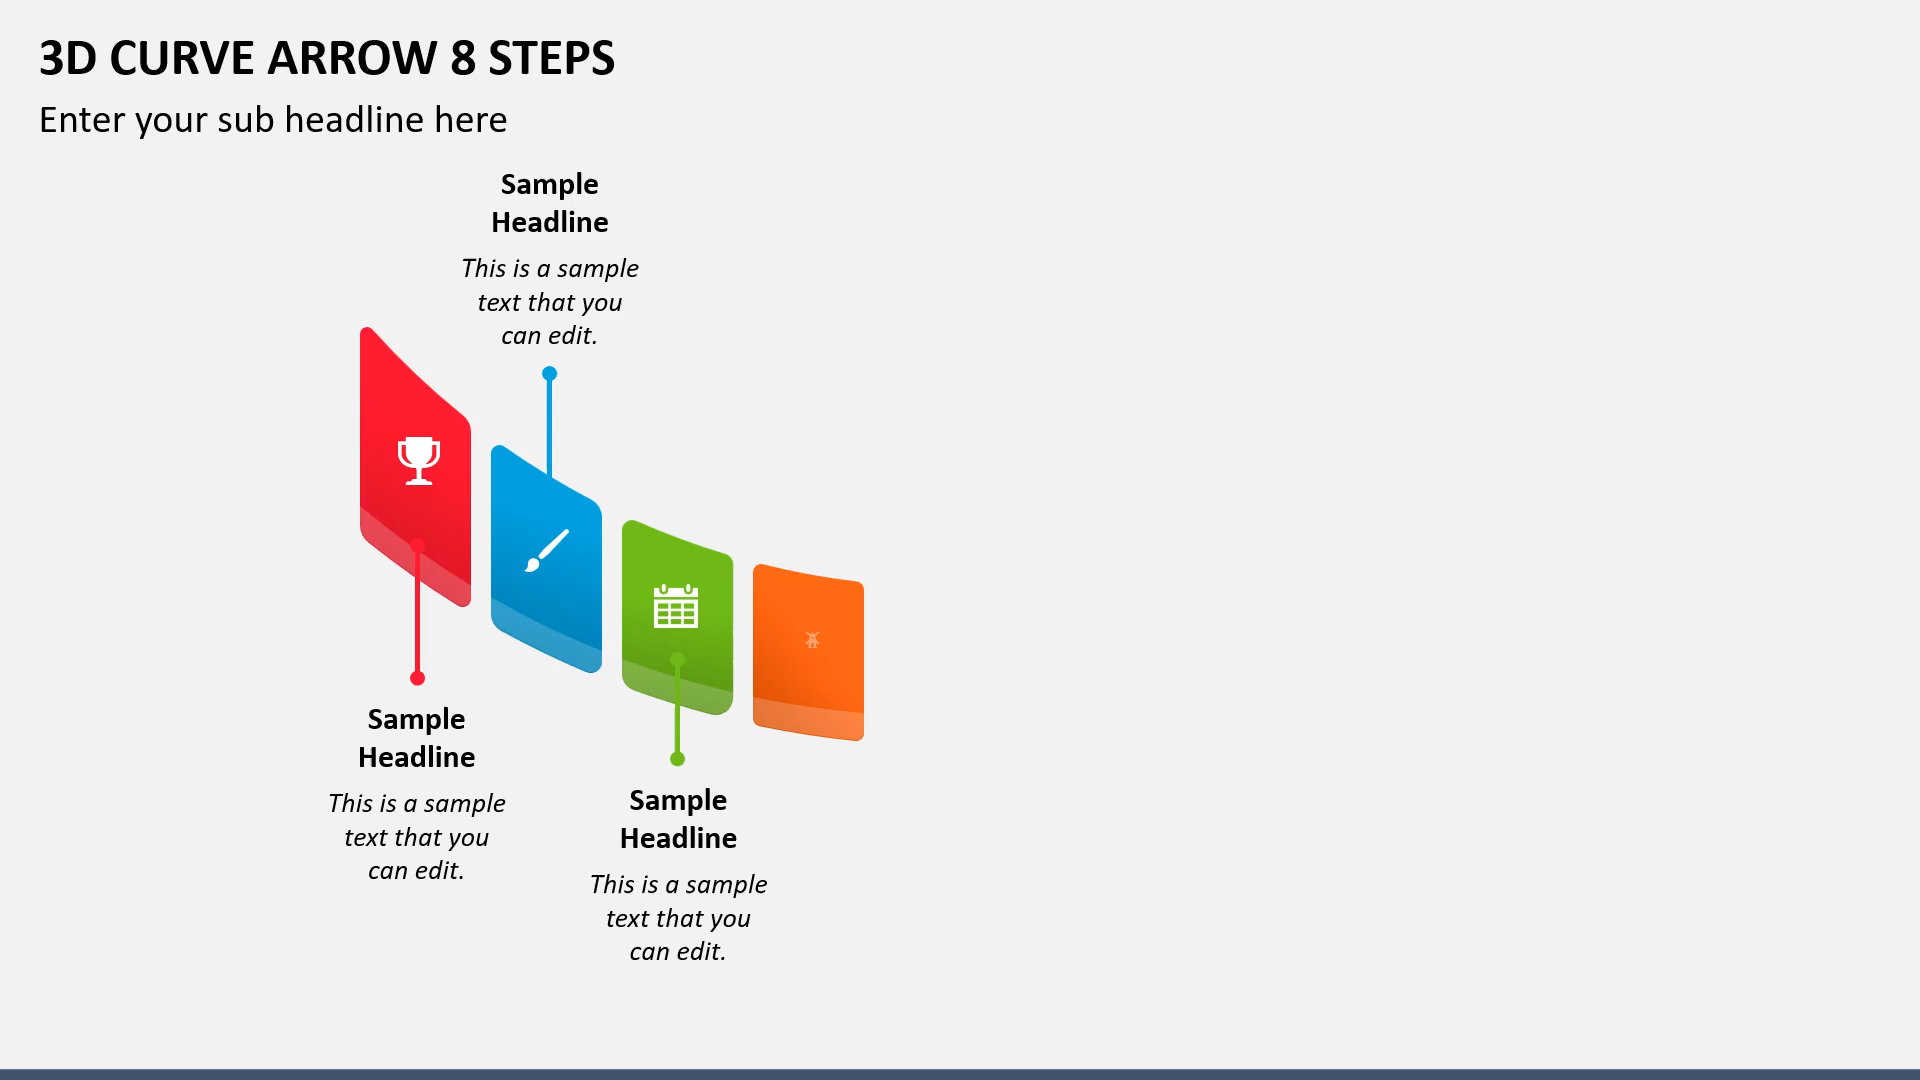 3D CURVE ARROW 8 STEPS
Enter your sub headline here
Sample
Headline
This is a sample
text that you
can edit.
Sample
Headline
This is a sample
text that you
can edit.
Sample
Headline
This is a sample
text that you
can edit.